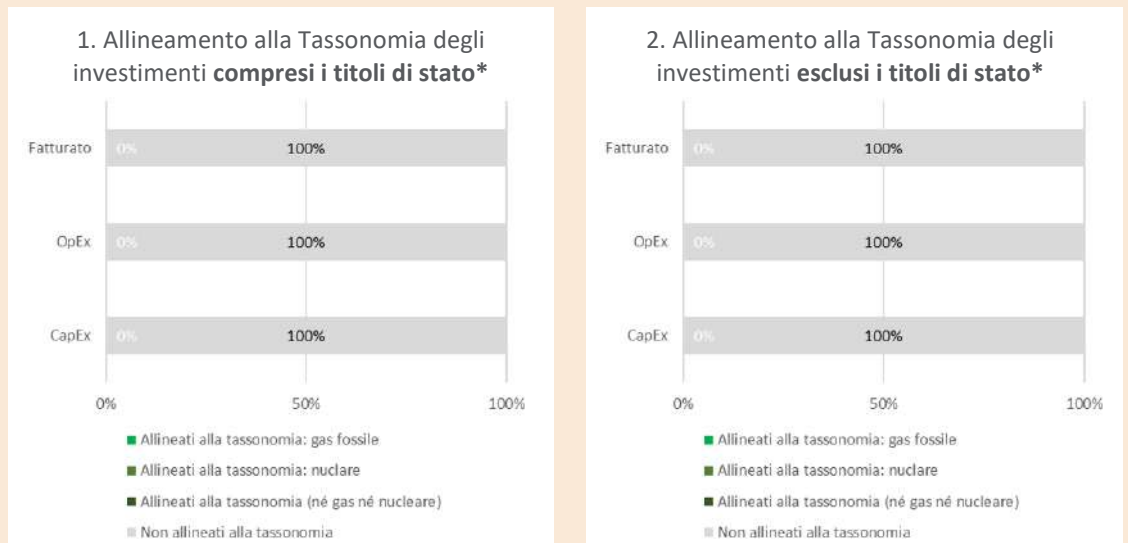 1. Allineamento alla Tassonomia degli
investimenti compresi i titoli di stato*
Fatturato 0% 100%
OpEx 0% 100%
CapEx 0% 100%
0% 50% 100%
Allineati alla tassonomia: gas fossile
Allineati alla tassonomia: nuclare
Allineati alla tassonomia (né gas né nucleare)
Non allineati alla tassonomia
2. Allineamento alla Tassonomia degli
investimenti esclusi i titoli di stato*
Fatturato 0% 100%
OpEx 0% 100%
CapEx 0% 100%
0% 50% 100%
Allineati alla tassonomia: gas fossile
Allineati alla tassonomia: nuclare
Allineati alla tassonomia (né gas né nucleare)
Non allineati alla tassonomia